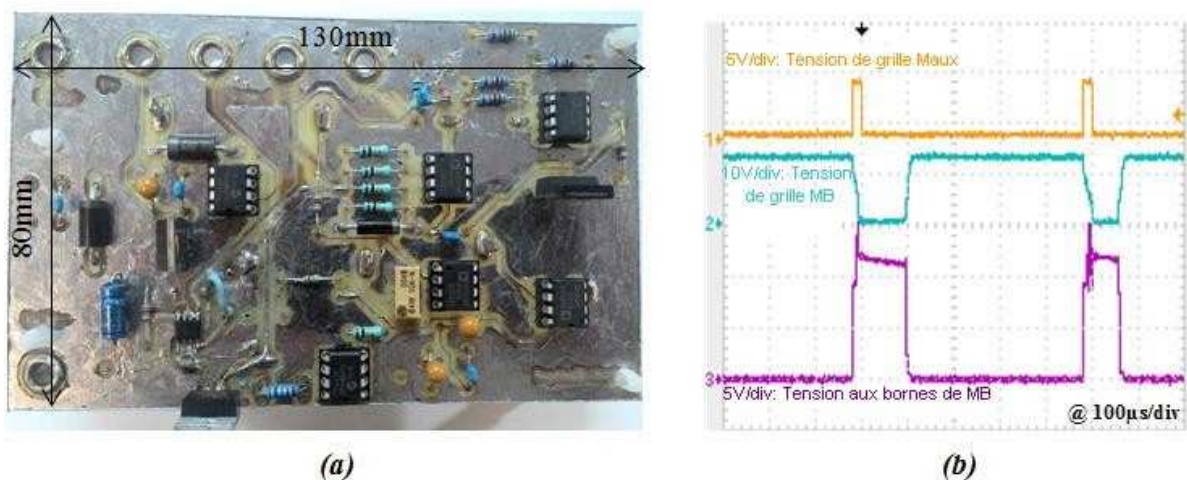 130mm
80mm
5V/div: Tension de grille Maux
1
10V/div: Tension
de grille MB
2
3
5V/div: Tension aux bornes de MB
@ 100µs/div
(a)
(b)